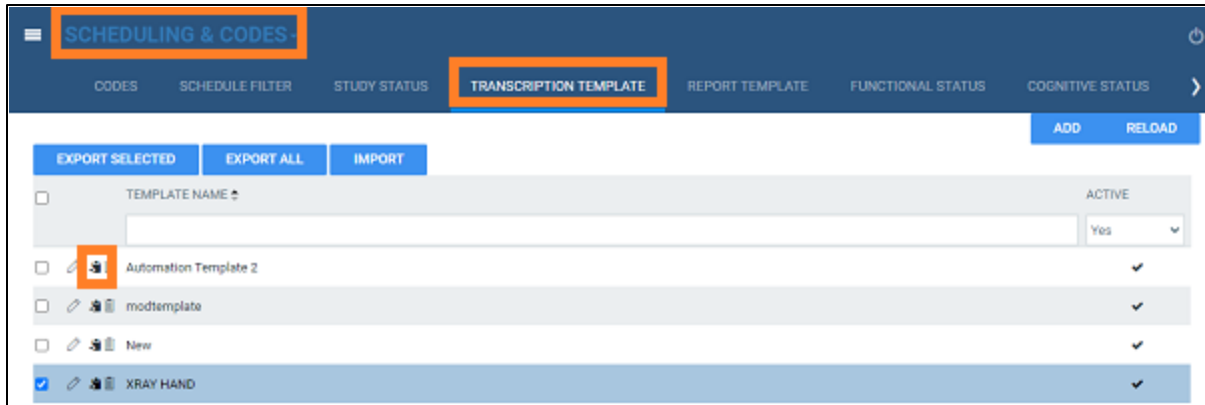 SCHEDULING & CODES -
CODES SCHEDULE FILTER STUDY STATUS TRANSCRIPTION TEMPLATE REPORT TEMPLATE FUNCTIONAL STATUS COGNITIVE STATUS
ADD RELOAD
EXPORT SELECTED EXPORT ALL IMPORT
TEMPLATE NAME ACTIVE
Yes
Automation Template 2
modtemplate
New
XRAY HAND